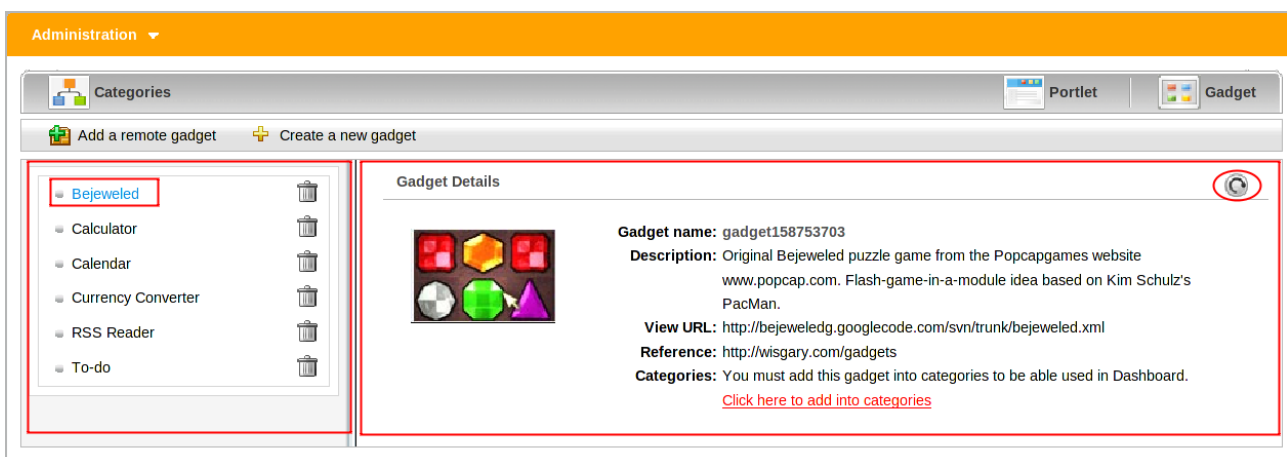 Administration
Categories Portlet Gadget
Add a remote gadget Create a new gadget
Bejeweled
Calculator
Calendar
Currency Converter
RSS Reader
To-do
Gadget Details
Gadget name: gadget158753703
Description: Original Bejeweled puzzle game from the Popcapgames website
www.popcap.com. Flash-game-in-a-module idea based on Kim Schulz's
PacMan.
View URL: http://bejeweledg.googlecode.com/svn/trunk/bejeweled.xml
Reference: http://wisgary.com/gadgets
Categories: You must add this gadget into categories to be able used in Dashboard.
Click here to add into categories